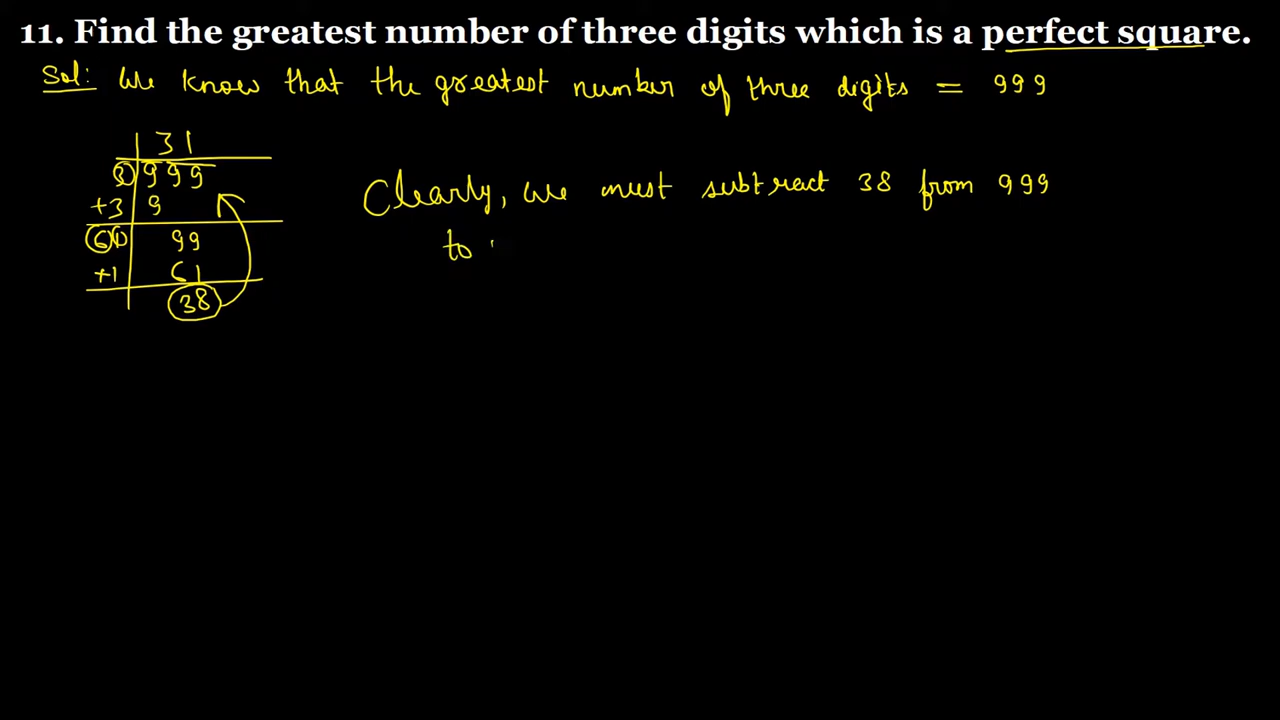 11. Find the greatest number of three digits which is a perfect square.
Sol: We know that the greatest number of three digits = 999
31
3 999
+3 9
61 99
+1 61
38
Clearly, we must subtract 38 from 999
to